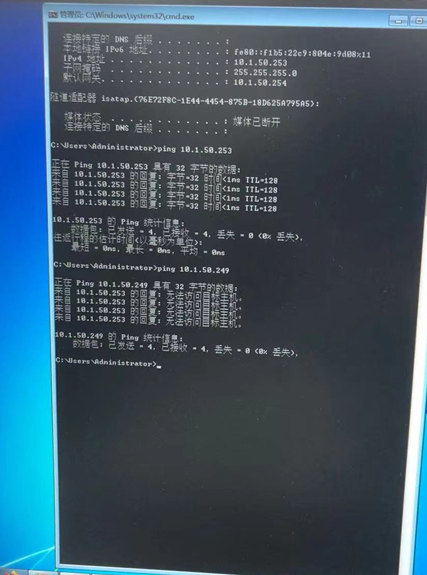 管理员: C:\Windows\system32\cmd.exe
连接特定的 DNS 后缀 . . . . . . . :
本地链接 IPv6 地址. . . . . . . . : fe80::f1b5:22c9:804e:9d08%11
IPv4 地址 . . . . . . . . . . . . : 10.1.50.253
子网掩码 . . . . . . . . . . . . : 255.255.255.0
默认网关. . . . . . . . . . . . . : 10.1.50.254
隧道适配器 isatap.{76E72F8C-1E44-4454-875B-18D625A795A5}:
媒体状态 . . . . . . . . . . . . : 媒体已断开
连接特定的 DNS 后缀 . . . . . . . :
C:\Users\Administrator>ping 10.1.50.253
正在 Ping 10.1.50.253 具有 32 字节的数据:
来自 10.1.50.253 的回复: 字节=32 时间<1ms TTL=128
来自 10.1.50.253 的回复: 字节=32 时间<1ms TTL=128
来自 10.1.50.253 的回复: 字节=32 时间<1ms TTL=128
来自 10.1.50.253 的回复: 字节=32 时间<1ms TTL=128
10.1.50.253 的 Ping 统计信息:
数据包: 已发送 = 4, 已接收 = 4, 丢失 = 0 (0% 丢失),
往返行程的估计时间(以毫秒为单位):
最短 = 0ms, 最长 = 0ms, 平均 = 0ms
C:\Users\Administrator>ping 10.1.50.249
正在 Ping 10.1.50.249 具有 32 字节的数据:
来自 10.1.50.253 的回复: 无法访问目标主机。
来自 10.1.50.253 的回复: 无法访问目标主机。
来自 10.1.50.253 的回复: 无法访问目标主机。
来自 10.1.50.253 的回复: 无法访问目标主机。
10.1.50.249 的 Ping 统计信息:
数据包: 已发送 = 4, 已接收 = 4, 丢失 = 0 (0% 丢失),
C:\Users\Administrator>